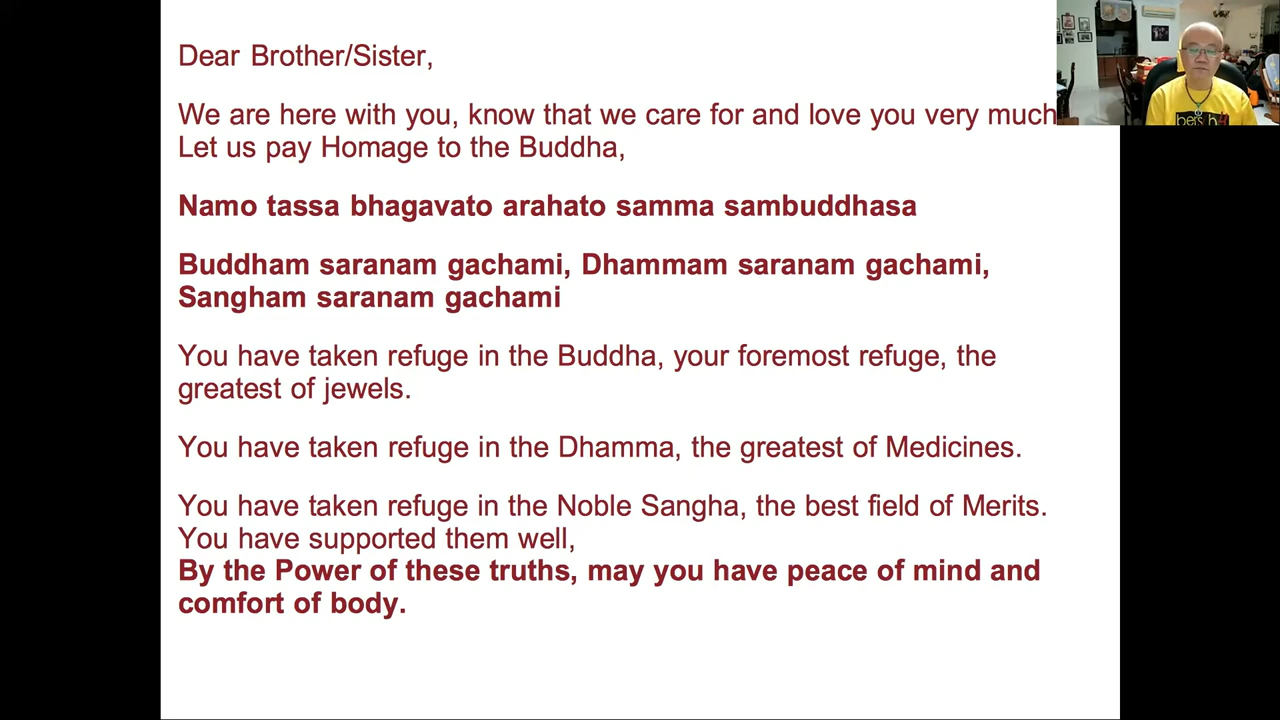 Dear Brother/Sister,
We are here with you, know that we care for and love you very much
Let us pay Homage to the Buddha,
Namo tassa bhagavato arahato samma sambuddhasa
Buddham saranam gachami, Dhammam saranam gachami,
Sangham saranam gachami
You have taken refuge in the Buddha, your foremost refuge, the
greatest of jewels.
You have taken refuge in the Dhamma, the greatest of Medicines.
You have taken refuge in the Noble Sangha, the best field of Merits.
You have supported them well,
By the Power of these truths, may you have peace of mind and
comfort of body.